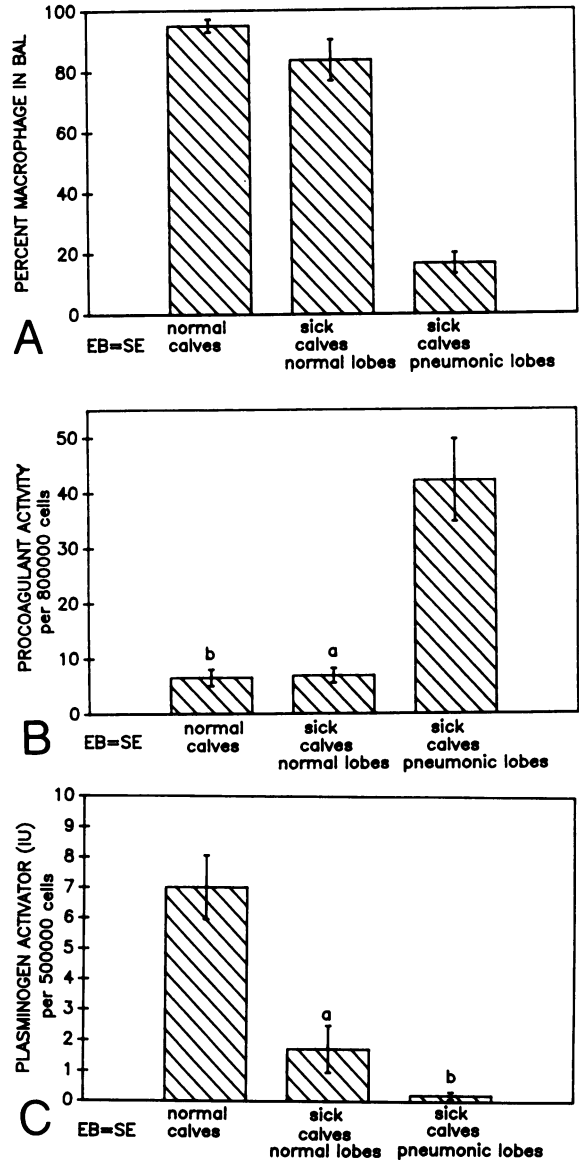 PERCENT MACROPHAGE IN BAL
100
80
60
40
20
0
A
EB=SE
normal
calves
sick
calves
normal lobes
sick
calves
pneumonic lobes
PROCOAGULANT ACTIVITY
per 800000 cells
50
40
30
20
10
0
b
a
B
EB=SE
normal
calves
sick
calves
normal lobes
sick
calves
pneumonic lobes
PLASMINOGEN ACTIVATOR (IU)
per 500000 cells
10
9
8
7
6
5
4
3
2
1
0
a
b
C
EB=SE
normal
calves
sick
calves
normal lobes
sick
calves
pneumonic lobes